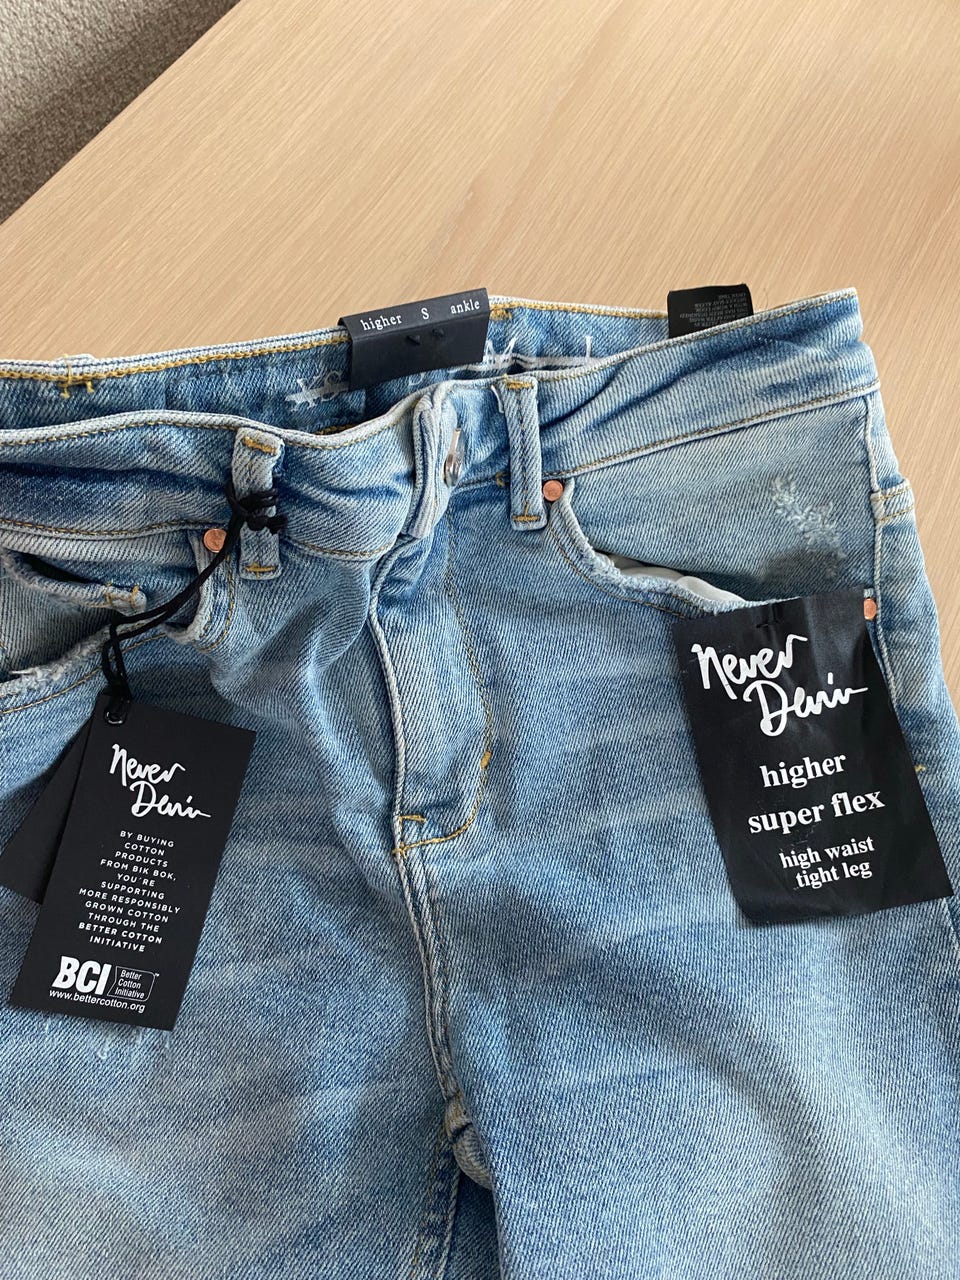 higher S ankle
Never
Denim
higher
super flex
high waist
tight leg
Never
Denim
BY BUYING
COTTON
PRODUCTS
FROM BIK BOK,
YOU'RE
SUPPORTING
MORE RESPONSIBLY
GROWN COTTON
THROUGH THE
BETTER COTTON
INITIATIVE
BCI Better
Cotton
Initiative™
www.bettercotton.org